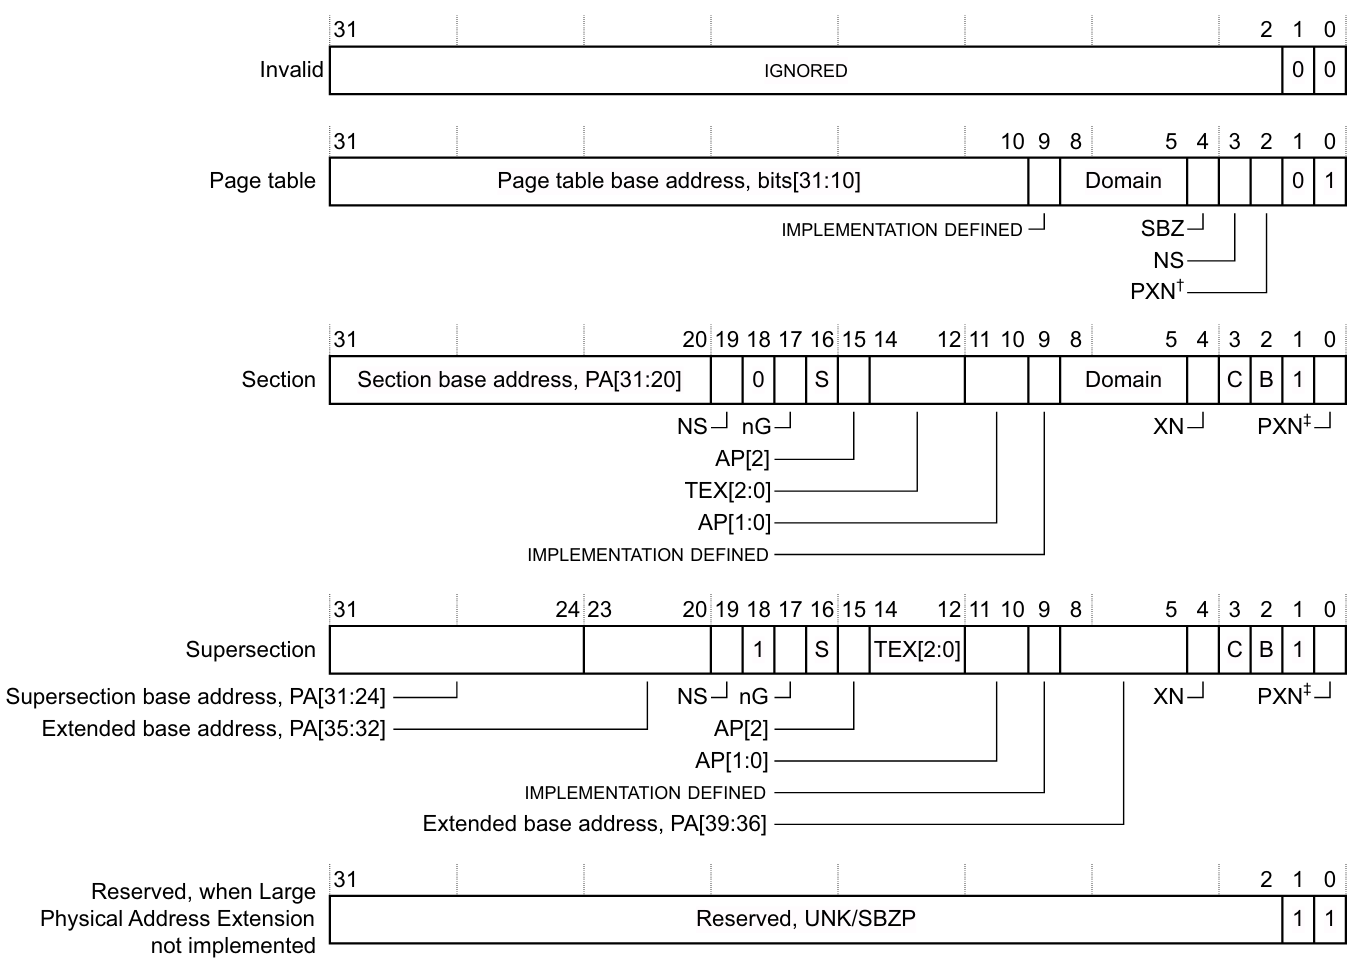 31 2 1 0
Invalid IGNORED 0 0
31 10 9 8 5 4 3 2 1 0
Page table Page table base address, bits[31:10] Domain 0 1
IMPLEMENTATION DEFINED SBZ
NS
PXN†
31 20 19 18 17 16 15 14 12 11 10 9 8 5 4 3 2 1 0
Section Section base address, PA[31:20] 0 S Domain C B 1
NS nG XN PXN‡
AP[2]
TEX[2:0]
AP[1:0]
IMPLEMENTATION DEFINED
31 24 23 20 19 18 17 16 15 14 12 11 10 9 8 5 4 3 2 1 0
Supersection 1 S TEX[2:0] C B 1
Supersection base address, PA[31:24] NS nG XN PXN‡
Extended base address, PA[35:32] AP[2]
AP[1:0]
IMPLEMENTATION DEFINED
Extended base address, PA[39:36]
31 2 1 0
Reserved, when Large
Physical Address Extension Reserved, UNK/SBZP 1 1
not implemented